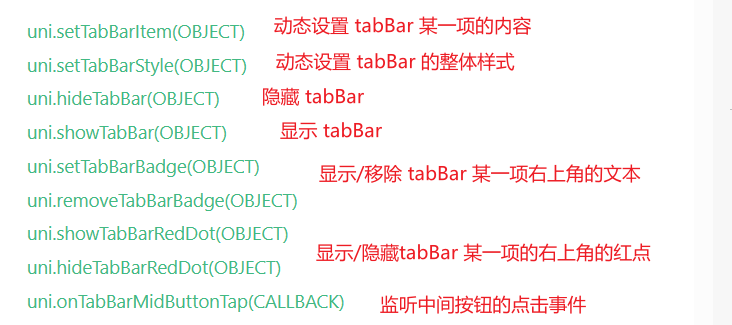 uni.setTabBarItem(OBJECT) 动态设置 tabBar 某一项的内容
uni.setTabBarStyle(OBJECT) 动态设置 tabBar 的整体样式
uni.hideTabBar(OBJECT) 隐藏 tabBar
uni.showTabBar(OBJECT) 显示 tabBar
uni.setTabBarBadge(OBJECT) 显示/移除 tabBar 某一项右上角的文本
uni.removeTabBarBadge(OBJECT)
uni.showTabBarRedDot(OBJECT) 显示/隐藏tabBar 某一项的右上角的红点
uni.hideTabBarRedDot(OBJECT)
uni.onTabBarMidButtonTap(CALLBACK) 监听中间按钮的点击事件